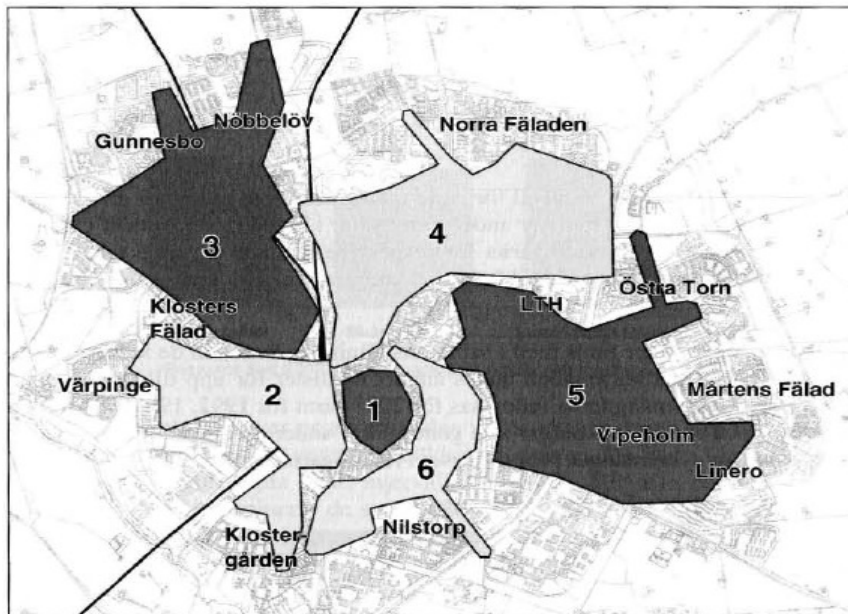 Norra Fäladen
Nöbbelöv
Gunnesbo
4
3
Östra Torn
LTH
Klosters
Fälad
Värpinge
2
1
5
Mårtens Fälad
Vipeholm
6
Linero
Nilstorp
Kloster-
gården